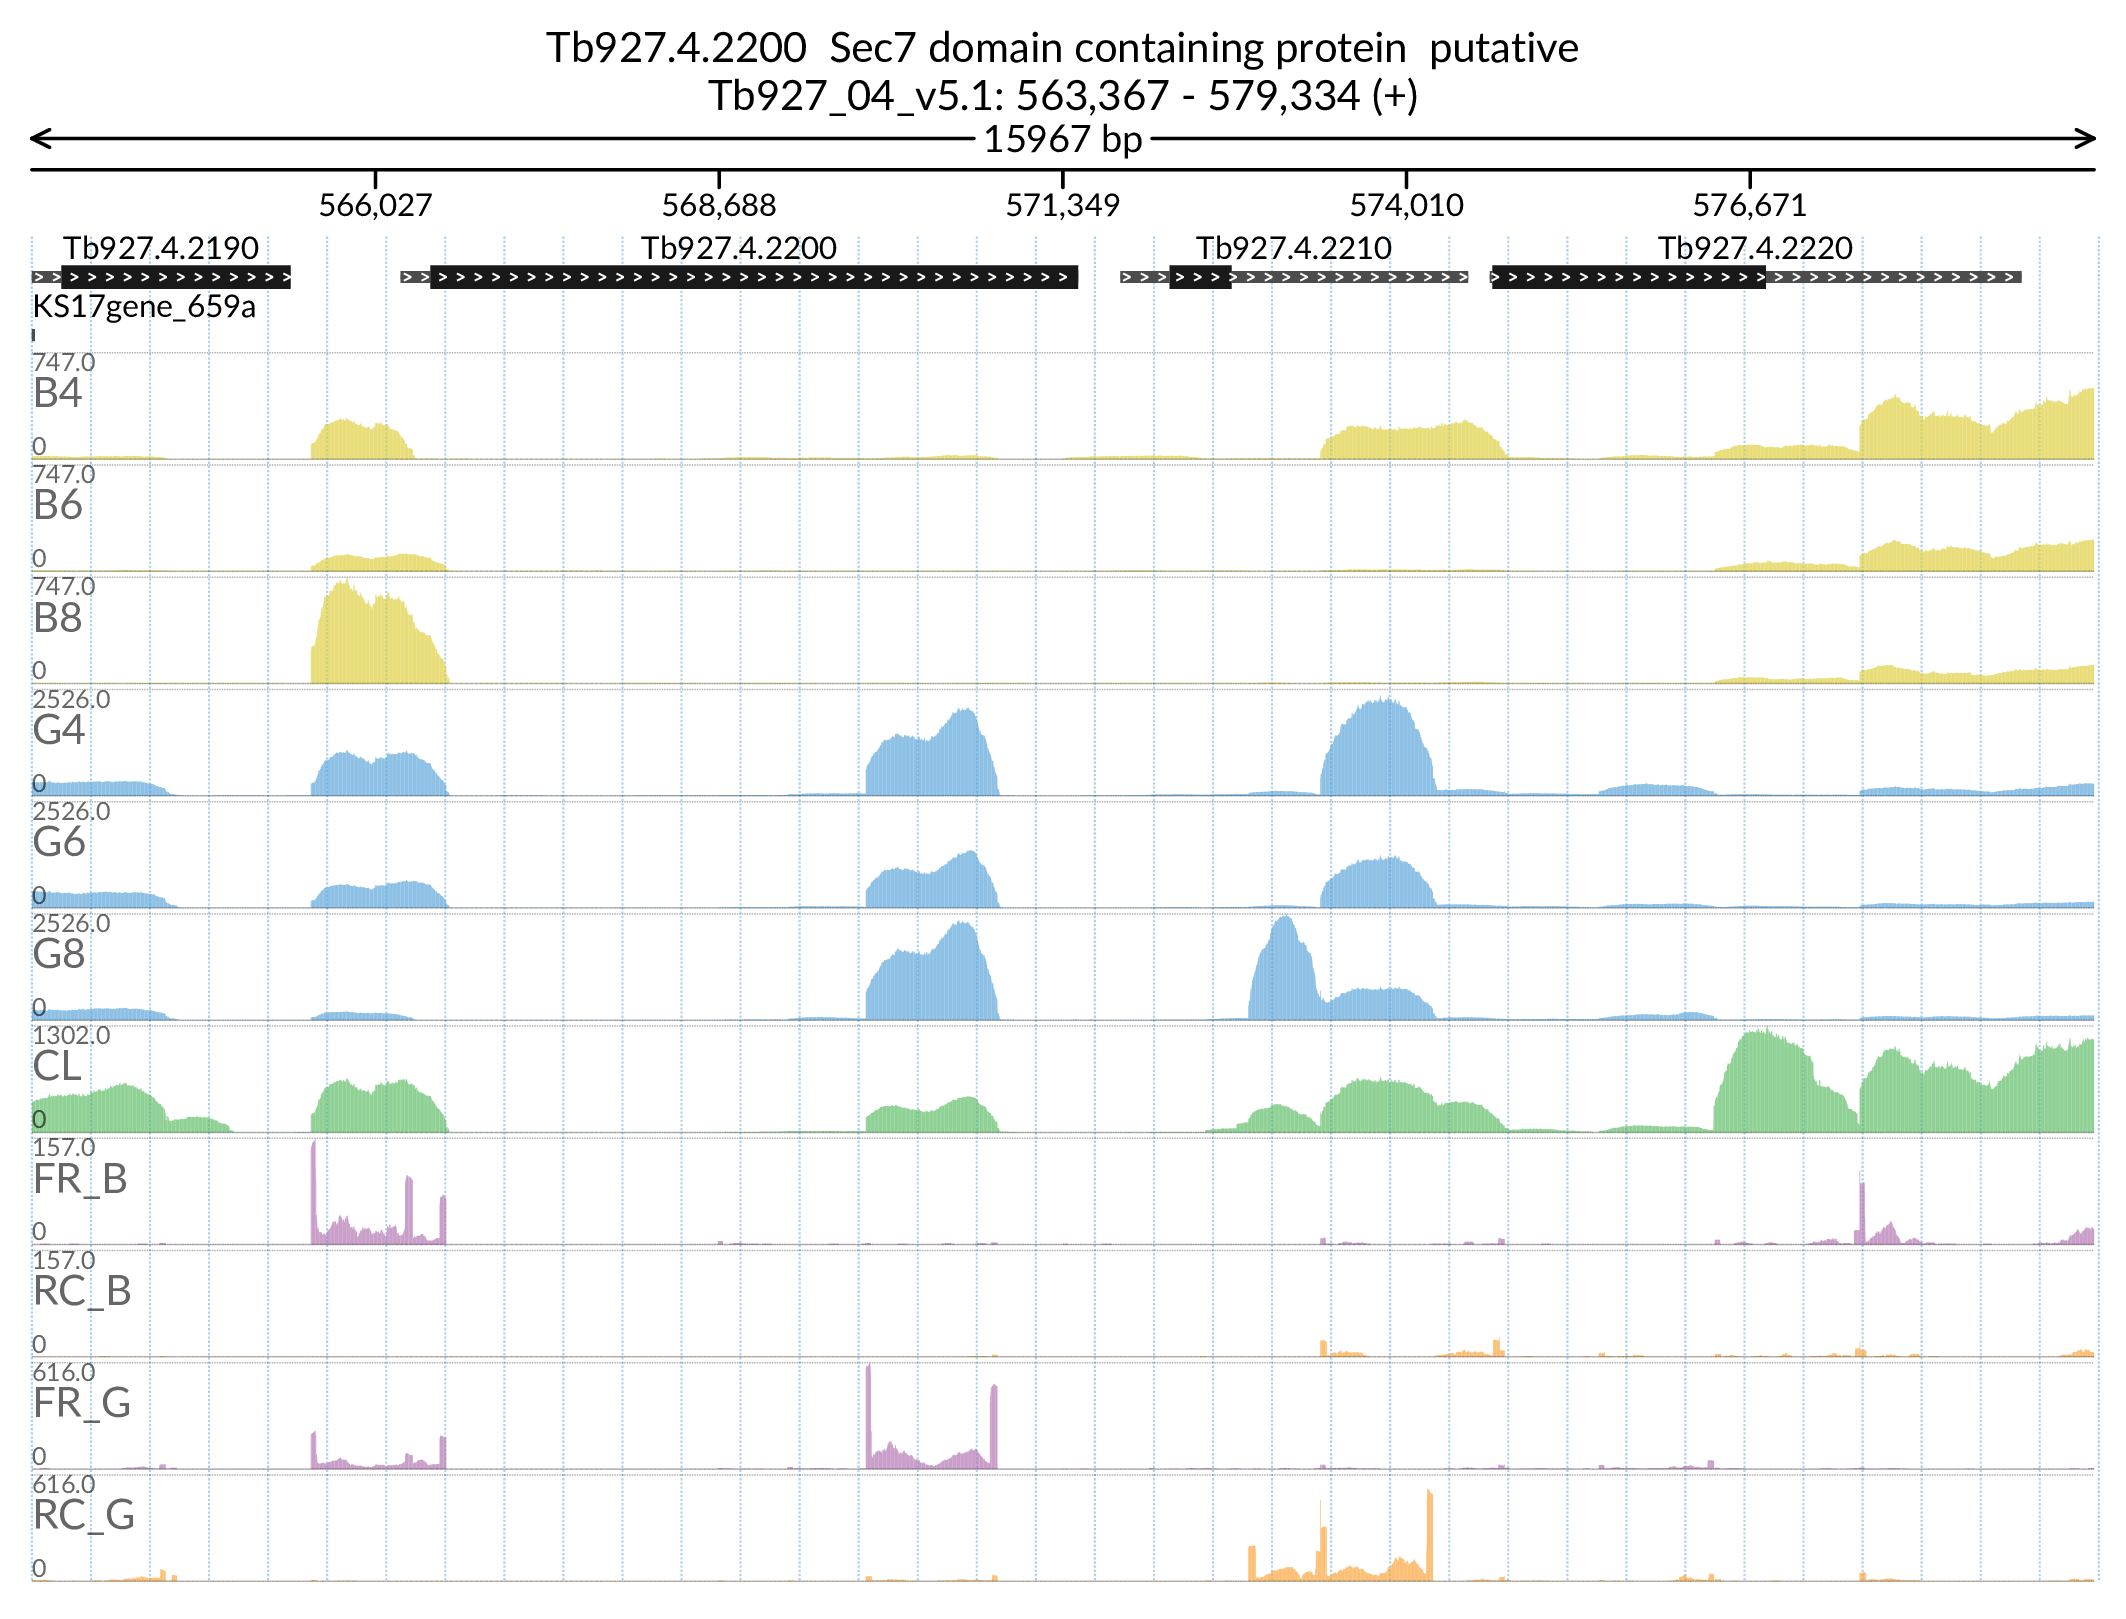 Tb927.4.2200  Sec7 domain containing protein  putative
Tb927_04_v5.1: 563,367 - 579,334 (+)
15967 bp
566,027 568,688 571,349 574,010 576,671
Tb927.4.2190 Tb927.4.2200 Tb927.4.2210 Tb927.4.2220
KS17gene_659a
747.0
B4
0
747.0
B6
0
747.0
B8
0
2526.0
G4
0
2526.0
G6
0
2526.0
G8
0
1302.0
CL
0
157.0
FR_B
0
157.0
RC_B
0
616.0
FR_G
0
616.0
RC_G
0